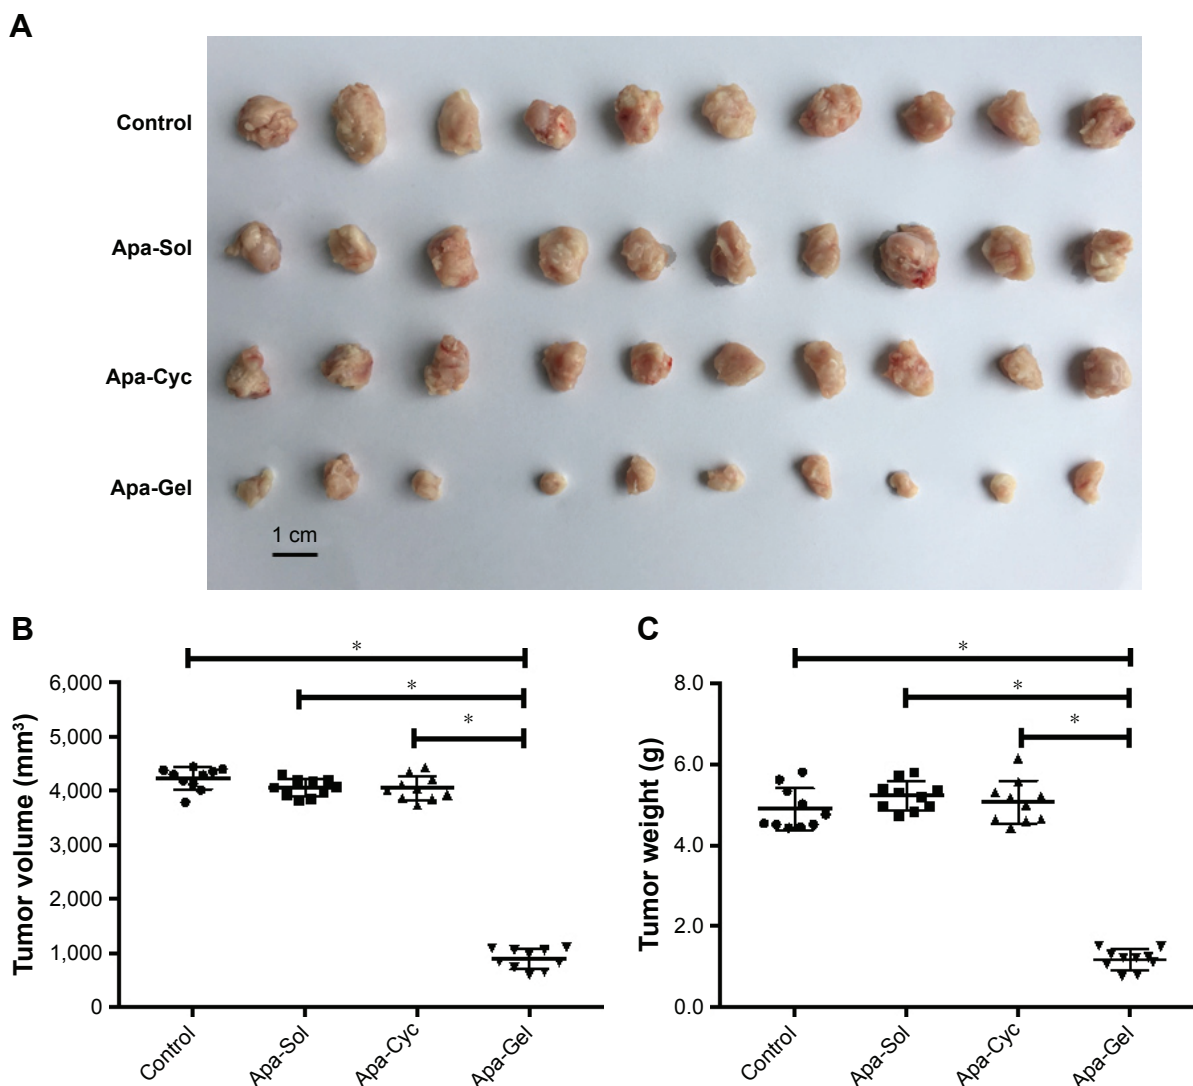 A
Control
Apa-Sol
Apa-Cyc
Apa-Gel
1 cm
B
Tumor volume (mm³)
6,000
5,000
4,000
3,000
2,000
1,000
0
*
*
*
Control
Apa-Sol
Apa-Cyc
Apa-Gel
C
Tumor weight (g)
8.0
6.0
4.0
2.0
0.0
*
*
*
Control
Apa-Sol
Apa-Cyc
Apa-Gel